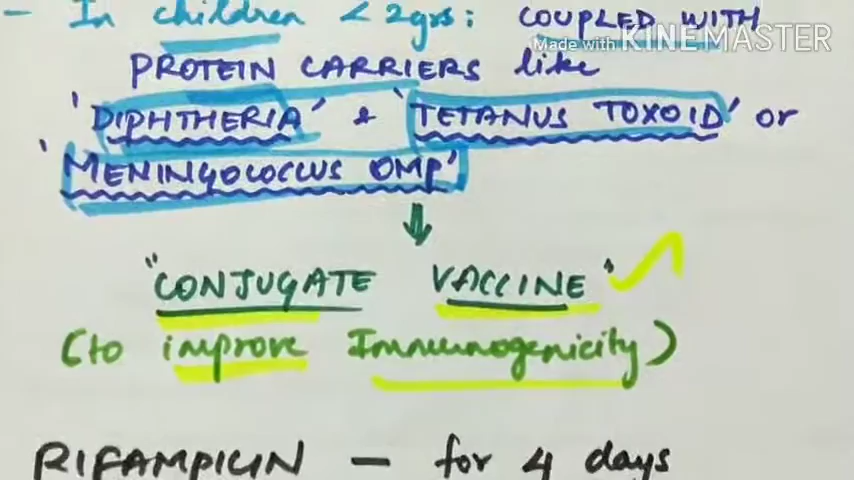 - In children < 2yrs: COUPLED WITH
Made with KINEMASTER
PROTEIN CARRIERS like
'DIPHTHERIA' & 'TETANUS TOXOID' or
'MENINGOCOCCUS OMP'
↓
"CONJUGATE VACCINE" ✓
(to improve Immunogenicity)
RIFAMPICIN - for 4 days